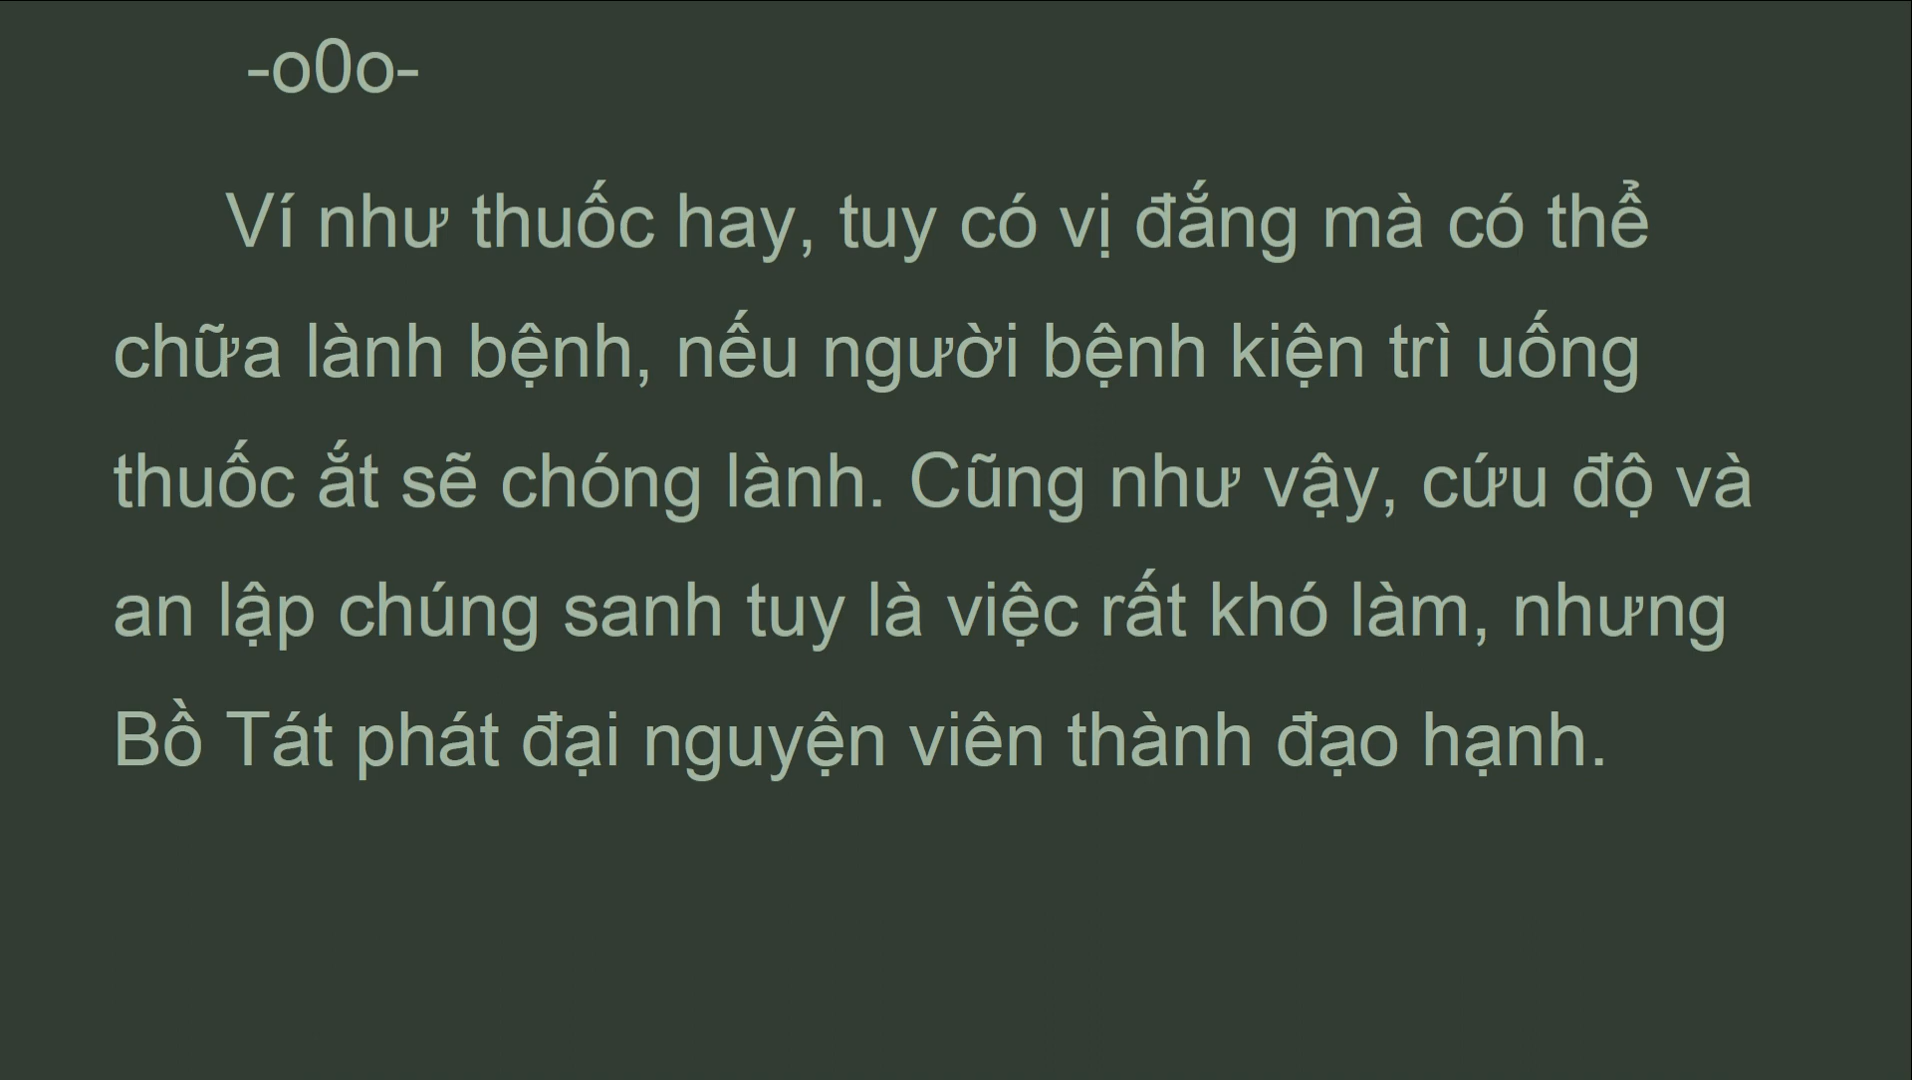 -o0o-
Ví như thuốc hay, tuy có vị đắng mà có thể
chữa lành bệnh, nếu người bệnh kiện trì uống
thuốc ắt sẽ chóng lành. Cũng như vậy, cứu độ và
an lập chúng sanh tuy là việc rất khó làm, nhưng
Bồ Tát phát đại nguyện viên thành đạo hạnh.